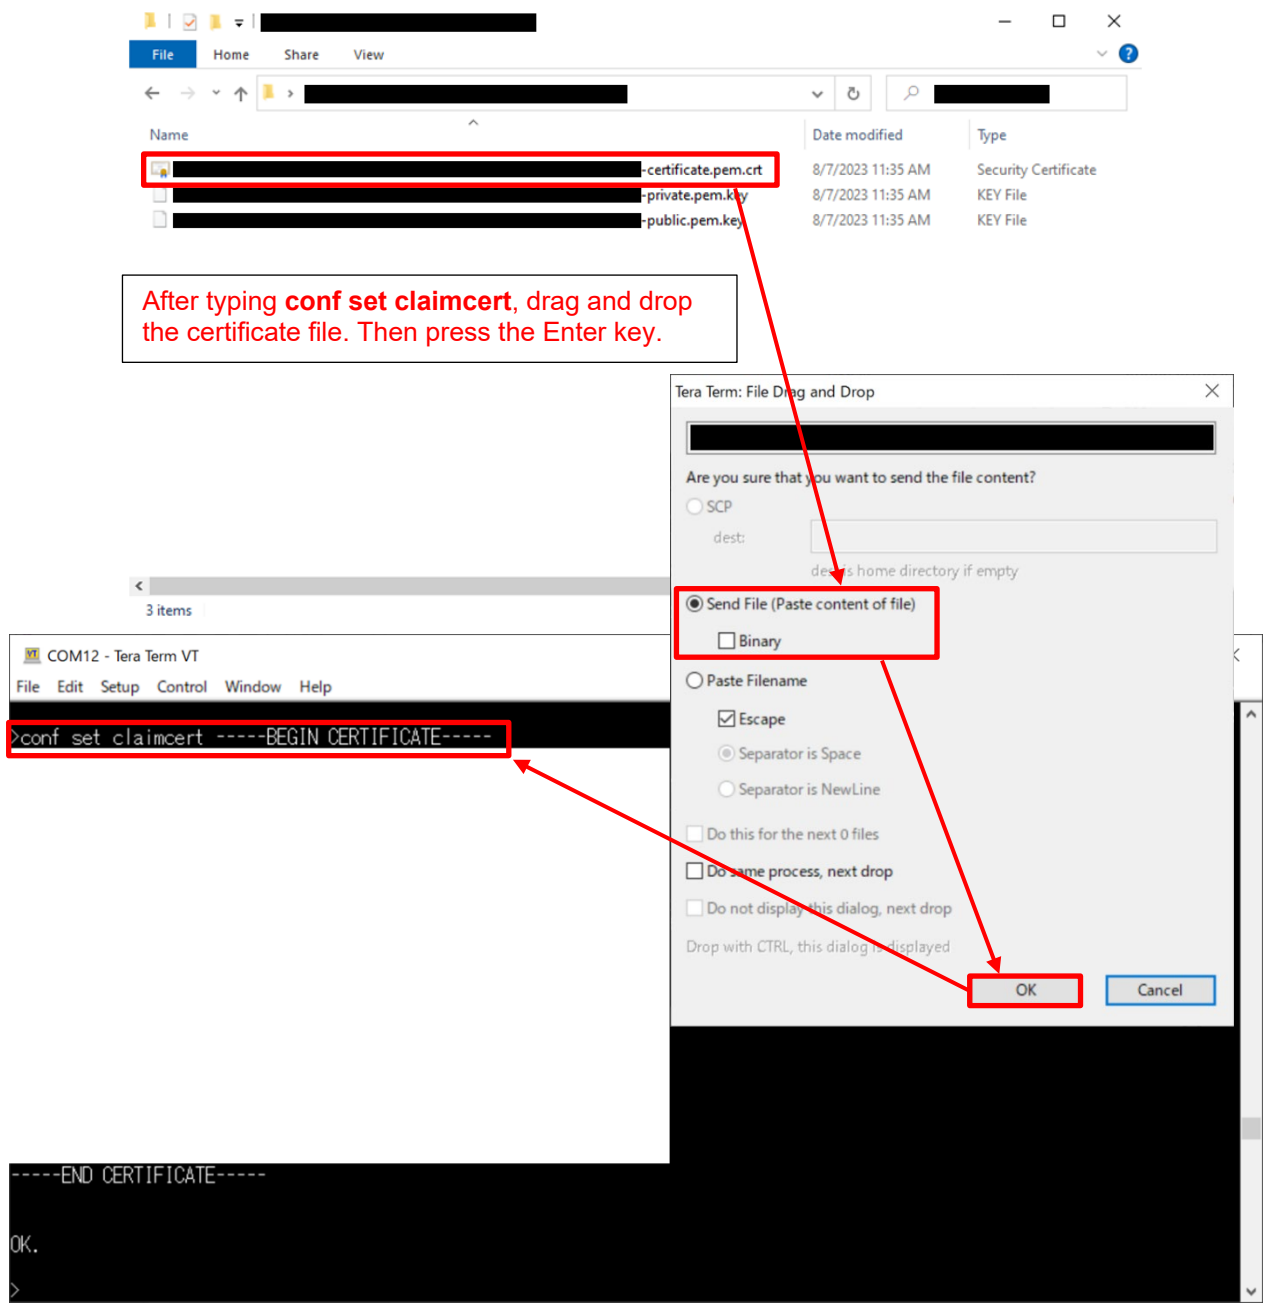 File Home Share View
Name Date modified Type
-certificate.pem.crt 8/7/2023 11:35 AM Security Certificate
-private.pem.key 8/7/2023 11:35 AM KEY File
-public.pem.key 8/7/2023 11:35 AM KEY File
After typing conf set claimcert, drag and drop
the certificate file. Then press the Enter key.
Tera Term: File Drag and Drop
Are you sure that you want to send the file content?
SCP
dest:
dest is home directory if empty
Send File (Paste content of file)
Binary
Paste Filename
Escape
Separator is Space
Separator is NewLine
Do this for the next 0 files
Do same process, next drop
Do not display this dialog, next drop
Drop with CTRL, this dialog is displayed
OK Cancel
3 items
COM12 - Tera Term VT
File Edit Setup Control Window Help
>conf set claimcert -----BEGIN CERTIFICATE-----
-----END CERTIFICATE-----
OK.
>